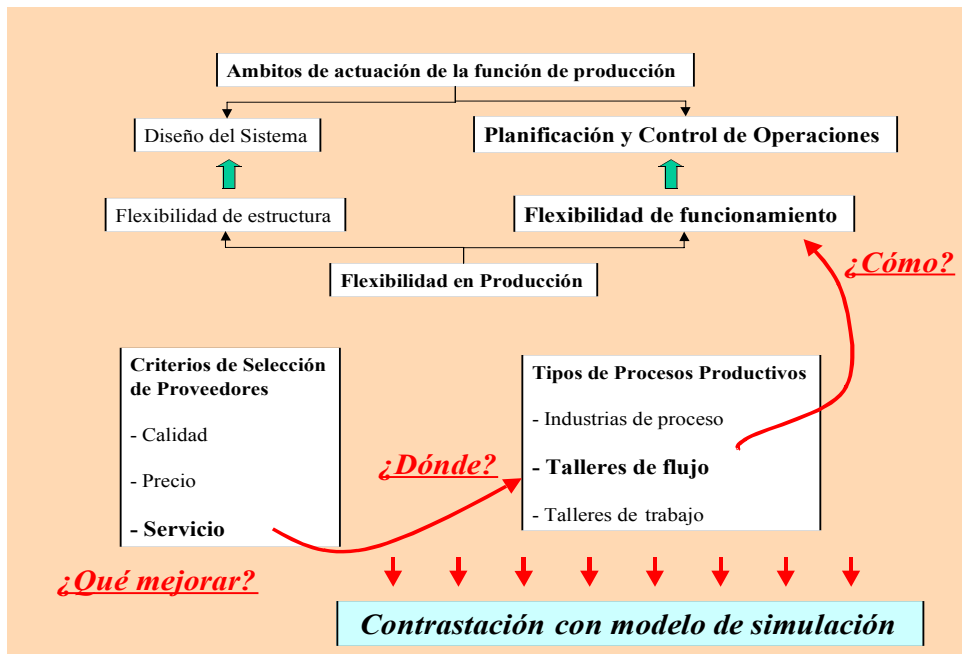 Ambitos de actuación de la función de producción
Diseño del Sistema
Planificación y Control de Operaciones
Flexibilidad de estructura
Flexibilidad de funcionamiento
Flexibilidad en Producción
¿Cómo?
Criterios de Selección
de Proveedores
- Calidad
- Precio
- Servicio
¿Qué mejorar?
¿Dónde?
Tipos de Procesos Productivos
- Industrias de proceso
- Talleres de flujo
- Talleres de trabajo
Contrastación con modelo de simulación